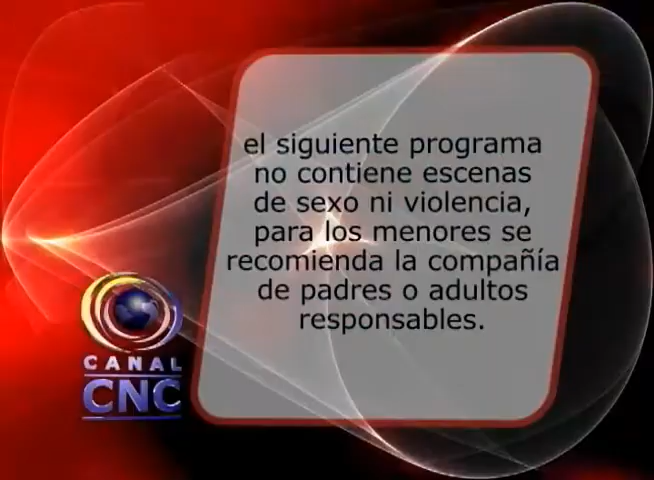 el siguiente programa
no contiene escenas
de sexo ni violencia,
para los menores se
recomienda la compañía
de padres o adultos
responsables.
CANAL
CNC